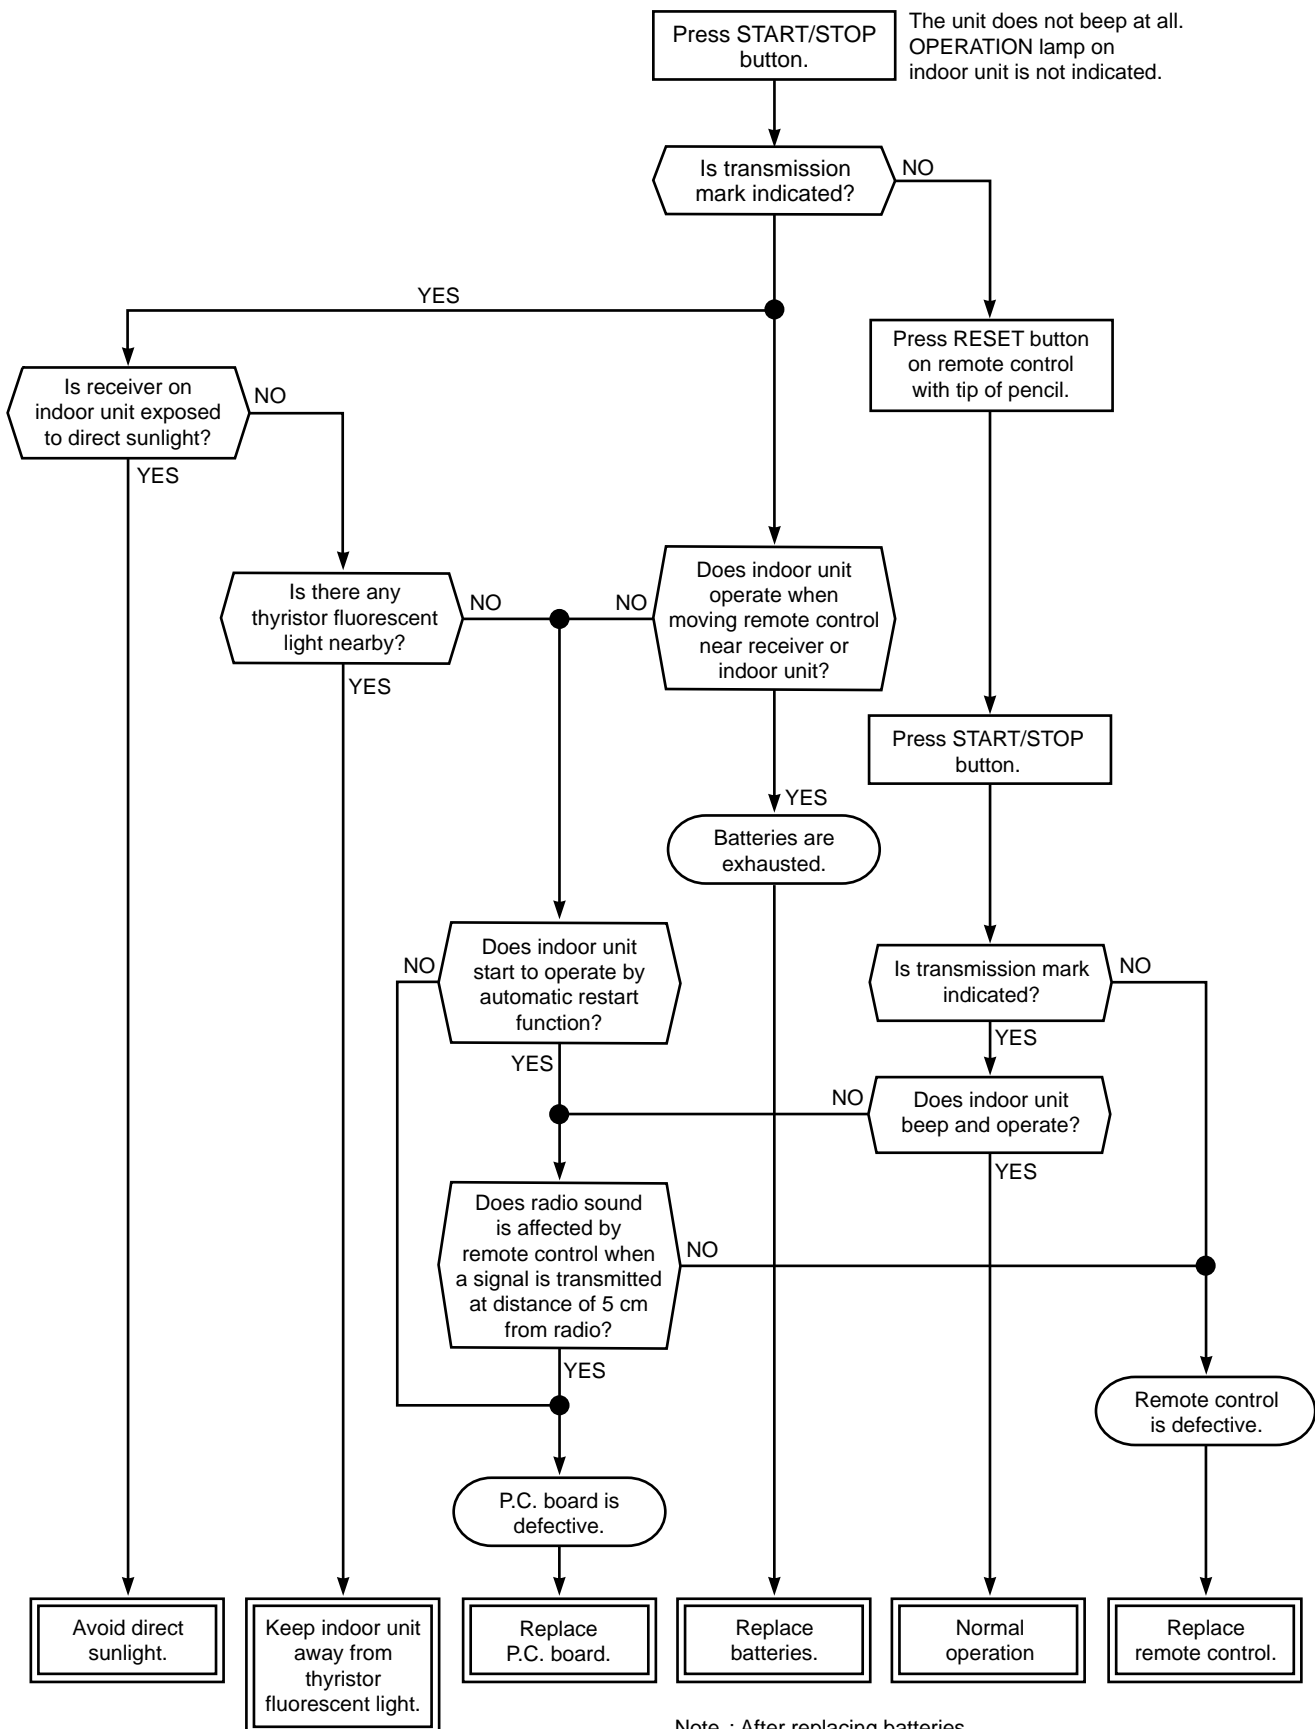 Press START/STOP
button.
The unit does not beep at all.
OPERATION lamp on
indoor unit is not indicated.
Is transmission
mark indicated?
NO
YES
Press RESET button
on remote control
with tip of pencil.
Is receiver on
indoor unit exposed
to direct sunlight?
NO
YES
Is there any
thyristor fluorescent
light nearby?
NO
YES
NO
Does indoor unit
operate when
moving remote control
near receiver or
indoor unit?
YES
Press START/STOP
button.
Batteries are
exhausted.
NO
Does indoor unit
start to operate by
automatic restart
function?
YES
Is transmission mark
indicated?
NO
YES
NO
Does indoor unit
beep and operate?
YES
Does radio sound
is affected by
remote control when
a signal is transmitted
at distance of 5 cm
from radio?
NO
YES
Remote control
is defective.
P.C. board is
defective.
Avoid direct
sunlight.
Keep indoor unit
away from
thyristor
fluorescent light.
Replace
P.C. board.
Replace
batteries.
Normal
operation
Replace
remote control.
Note : After replacing batteries,